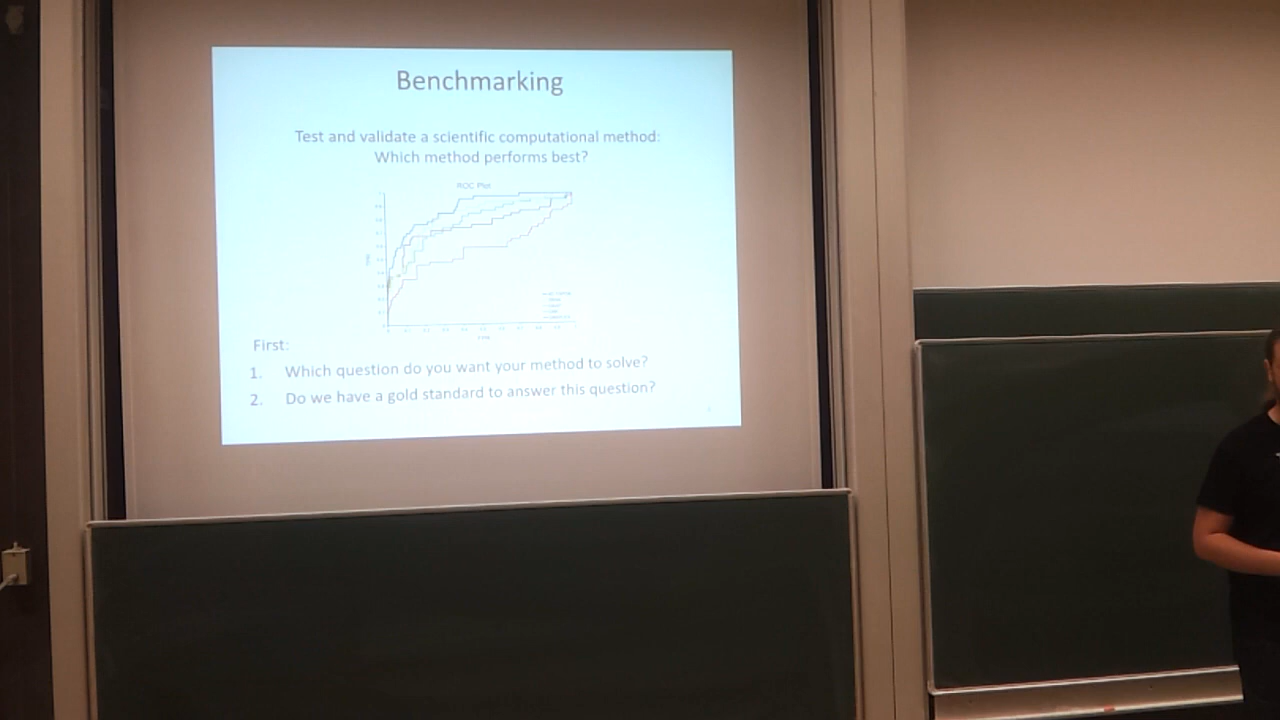 Benchmarking
Test and validate a scientific computational method:
Which method performs best?
ROC Plot
First:
1. Which question do you want your method to solve?
2. Do we have a gold standard to answer this question?